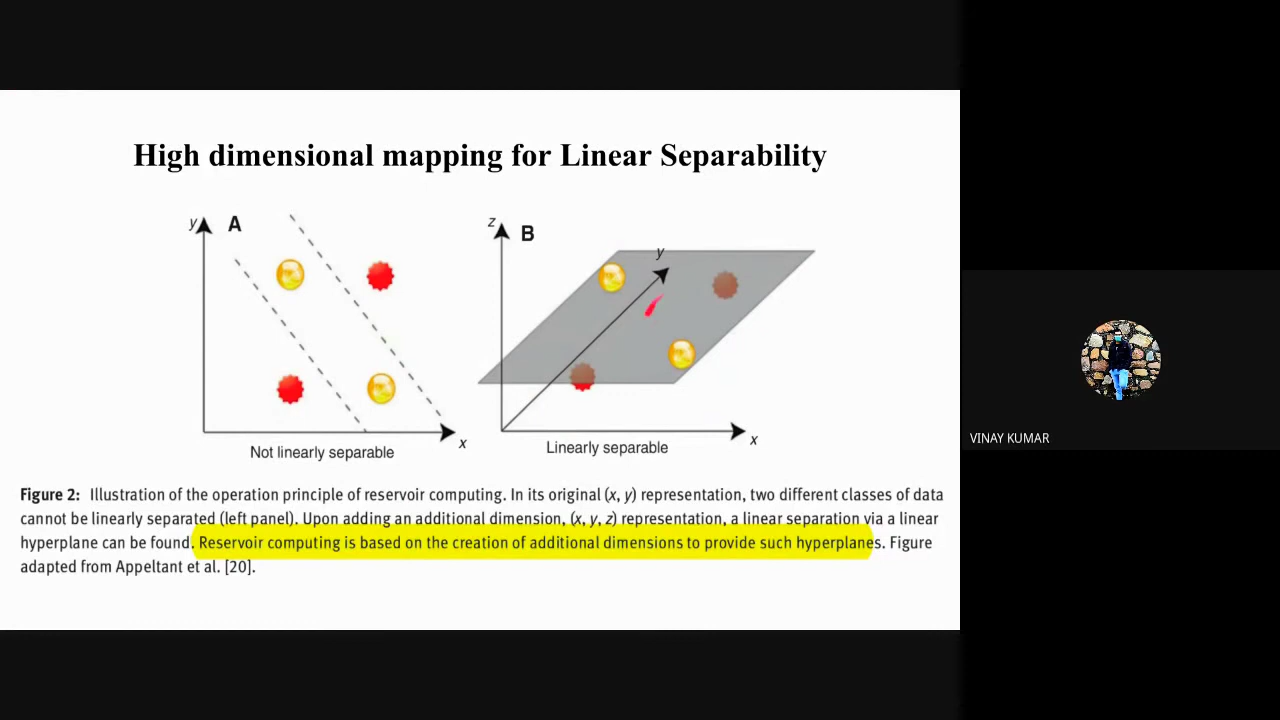 High dimensional mapping for Linear Separability
y
A
x
Not linearly separable
z
B
y
x
Linearly separable
Figure 2: Illustration of the operation principle of reservoir computing. In its original (x, y) representation, two different classes of data
cannot be linearly separated (left panel). Upon adding an additional dimension, (x, y, z) representation, a linear separation via a linear
hyperplane can be found. Reservoir computing is based on the creation of additional dimensions to provide such hyperplanes. Figure
adapted from Appeltant et al. [20].
VINAY KUMAR